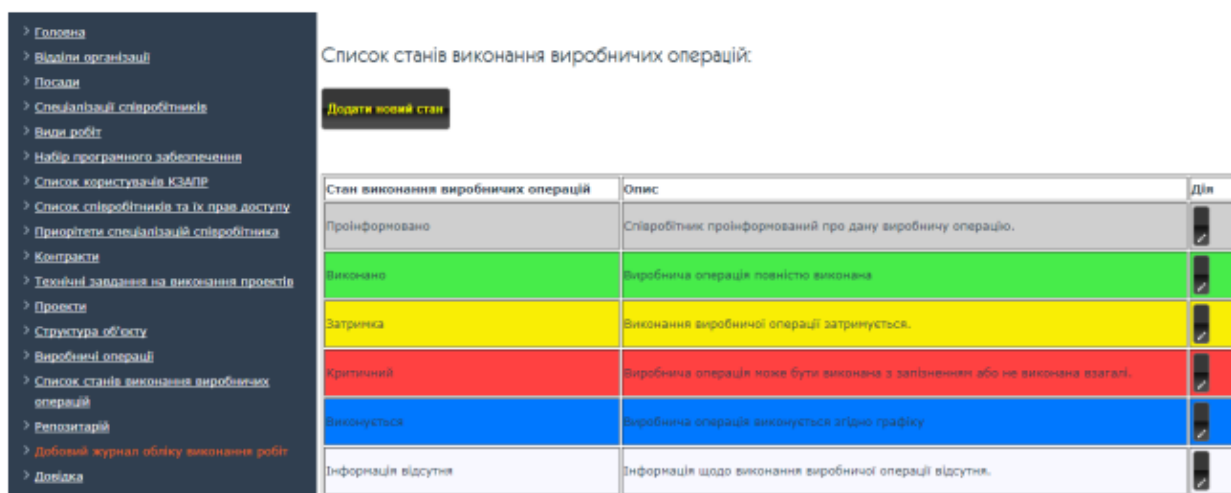 Головна
Відділи організації
Посади
Спеціалізації співробітників
Види робіт
Набір програмного забезпечення
Список користувачів КЗАПР
Список співробітників та їх прав доступу
Приорітети спеціалізацій співробітника
Контракти
Технічні завдання на виконання проектів
Проекти
Структура об'єкту
Виробничі операції
Список станів виконання виробничих
операцій
Репозитарій
Добовий журнал обліку виконання робіт
Довідка
Список станів виконання виробничих операцій:
Додати новий стан
Стан виконання виробничих операцій Опис Дія
Проінформовано Співробітник проінформований про дану виробничу операцію.
Виконано Виробнича операція повністю виконана
Затримка Виконання виробничої операції затримується.
Критичний Виробнича операція може бути виконана з запізненням або не виконана взагалі.
Виконується Виробнича операція виконується згідно графіку
Інформація відсутня Інформація щодо виконання виробничої операції відсутня.